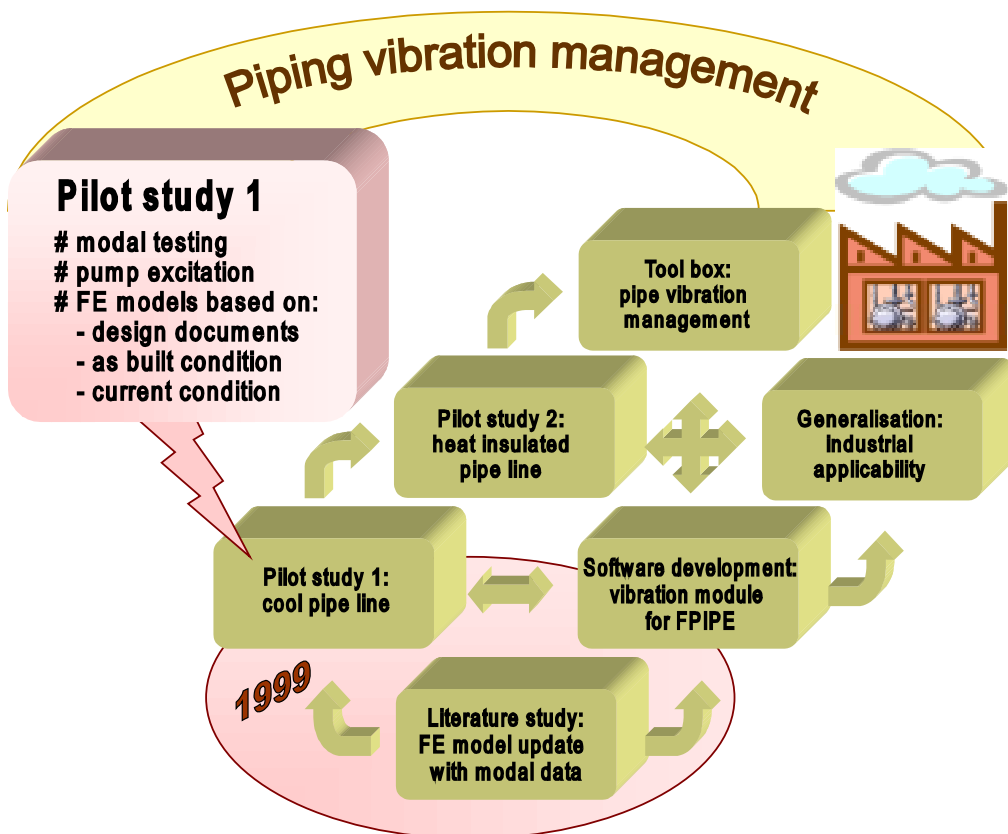 Piping vibration management
Pilot study 1
# modal testing
# pump excitation
# FE models based on:
- design documents
- as built condition
- current condition
Tool box:
pipe vibration
management
Pilot study 2:
heat insulated
pipe line
Generalisation:
Industrial
applicability
Pilot study 1:
cool pipe line
Software development:
vibration module
for FPIPE
1999
Literature study:
FE model update
with modal data